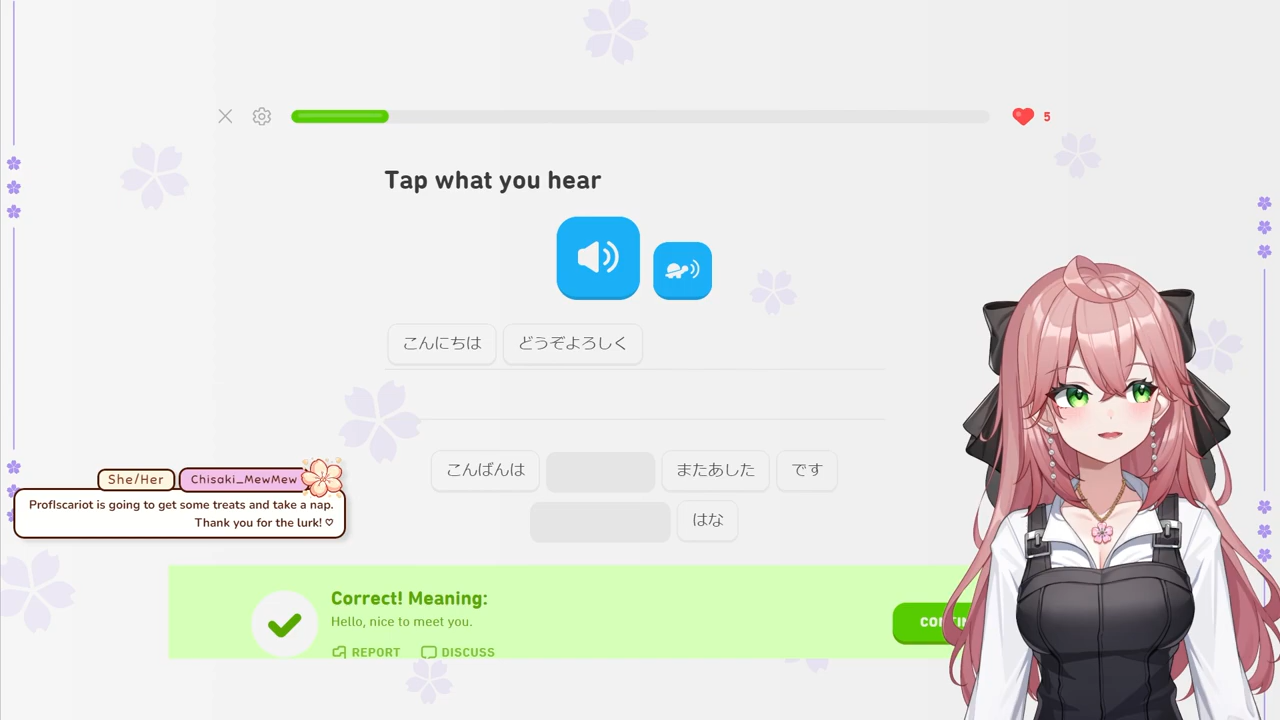 5
Tap what you hear
こんにちは どうぞよろしく
こんばんは またあした です
はな
She/Her Chisaki_MewMew
ProfIscariot is going to get some treats and take a nap.
Thank you for the lurk! ♡
Correct! Meaning:
Hello, nice to meet you.
REPORT DISCUSS